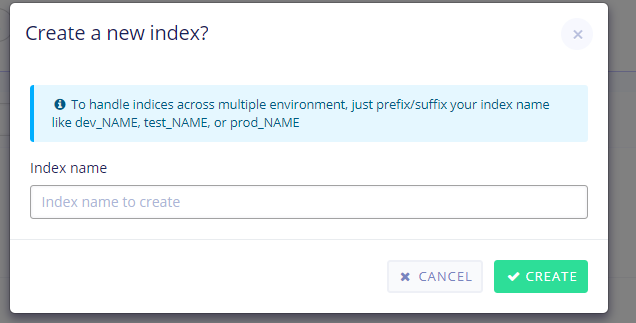 Create a new index?
To handle indices across multiple environment, just prefix/suffix your index name
like dev_NAME, test_NAME, or prod_NAME
Index name
Index name to create
CANCEL
CREATE